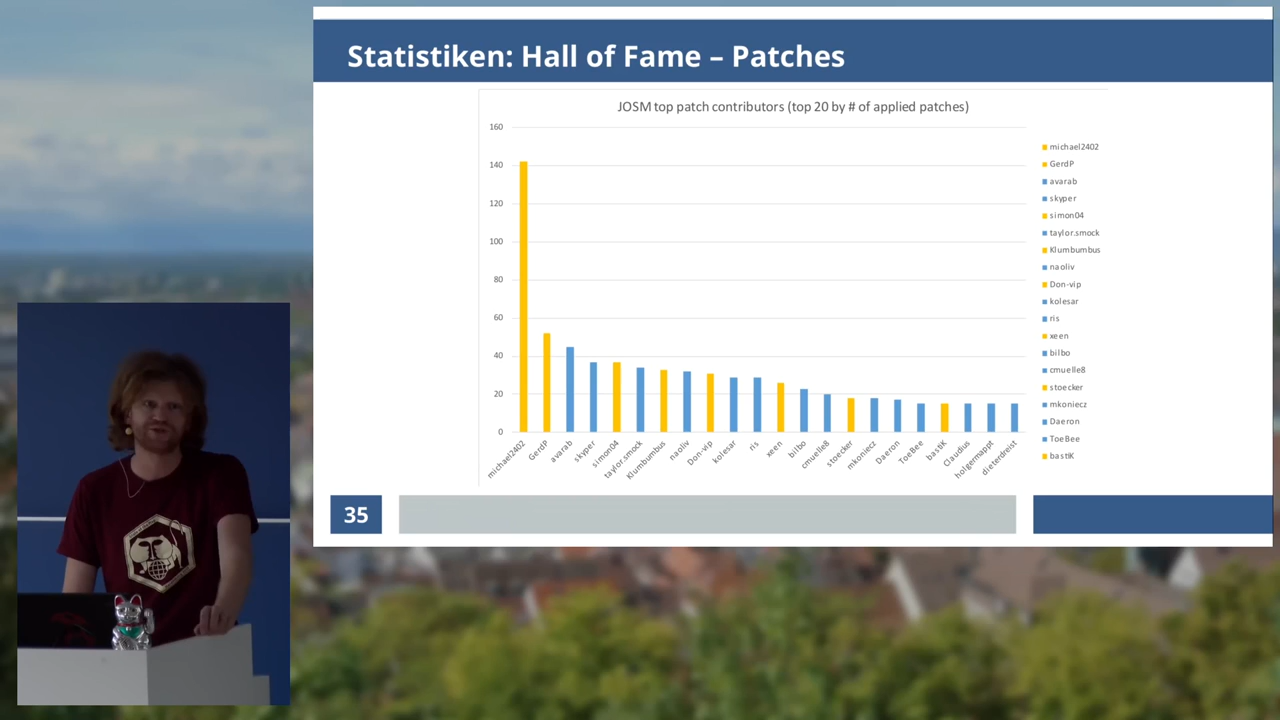 Statistiken: Hall of Fame – Patches
JOSM top patch contributors (top 20 by # of applied patches)
160
140
120
100
80
60
40
20
0
michael2402
GerdP
avarab
skyper
simon04
taylor.smock
Klumbumbus
naoliv
Don-vip
kolesar
ris
xeen
bilbo
cmuelle8
stoecker
mkoniecz
Daeron
ToeBee
bastiK
Claudius
holgermappt
dieterdreist
michael2402
GerdP
avarab
skyper
simon04
taylor.smock
Klumbumbus
naoliv
Don-vip
kolesar
ris
xeen
bilbo
cmuelle8
stoecker
mkoniecz
Daeron
ToeBee
bastiK
35